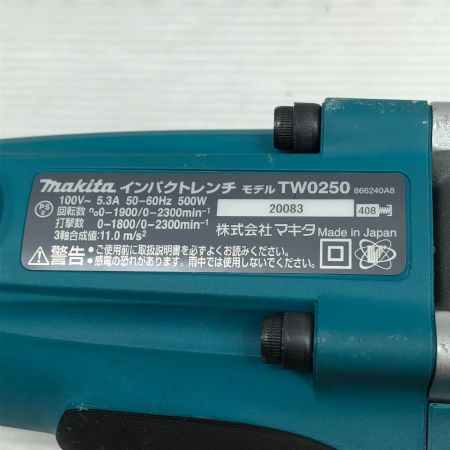 makita インパクトレンチ モデル TW0250 866240A8
100V~ 5.3A 50-60Hz 500W
回転数 n₀0-1900/0-2300min⁻¹ 20083 408
打撃数 0-1800/0-2300min⁻¹
3軸合成値:11.0 m/s²
株式会社 マキタ Made in Japan
警告
・ご使用前に取扱説明書を必ずよくお読みください。
・感電の恐れがあります。雨中では使用しないでください。
PS
E